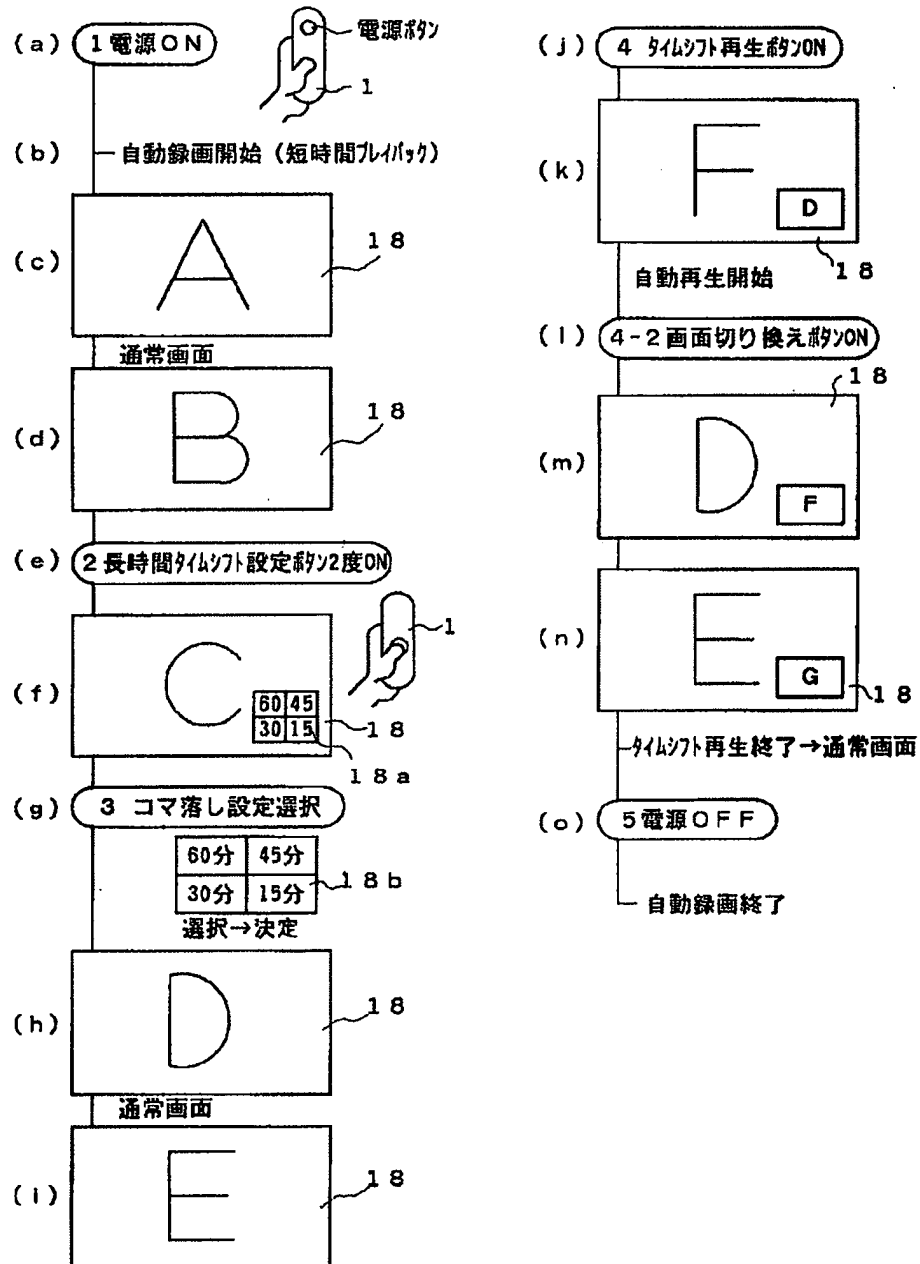 (a) 1電源ON
電源ボタン
1
(b) 自動録画開始（短時間プレイバック）
(c) A 18
通常画面
(d) B 18
(e) 2長時間タイムシフト設定ボタン2度ON
1
(f) C
60 45
30 15
18
18a
(g) 3 コマ落し設定選択
60分 45分
30分 15分
18b
選択→決定
(h) D 18
通常画面
(i) E 18
(j) 4 タイムシフト再生ボタンON
(k) F D
18
自動再生開始
(l) 4-2画面切り換えボタンON
18
(m) D F
(n) E G 18
タイムシフト再生終了→通常画面
(o) 5電源OFF
自動録画終了